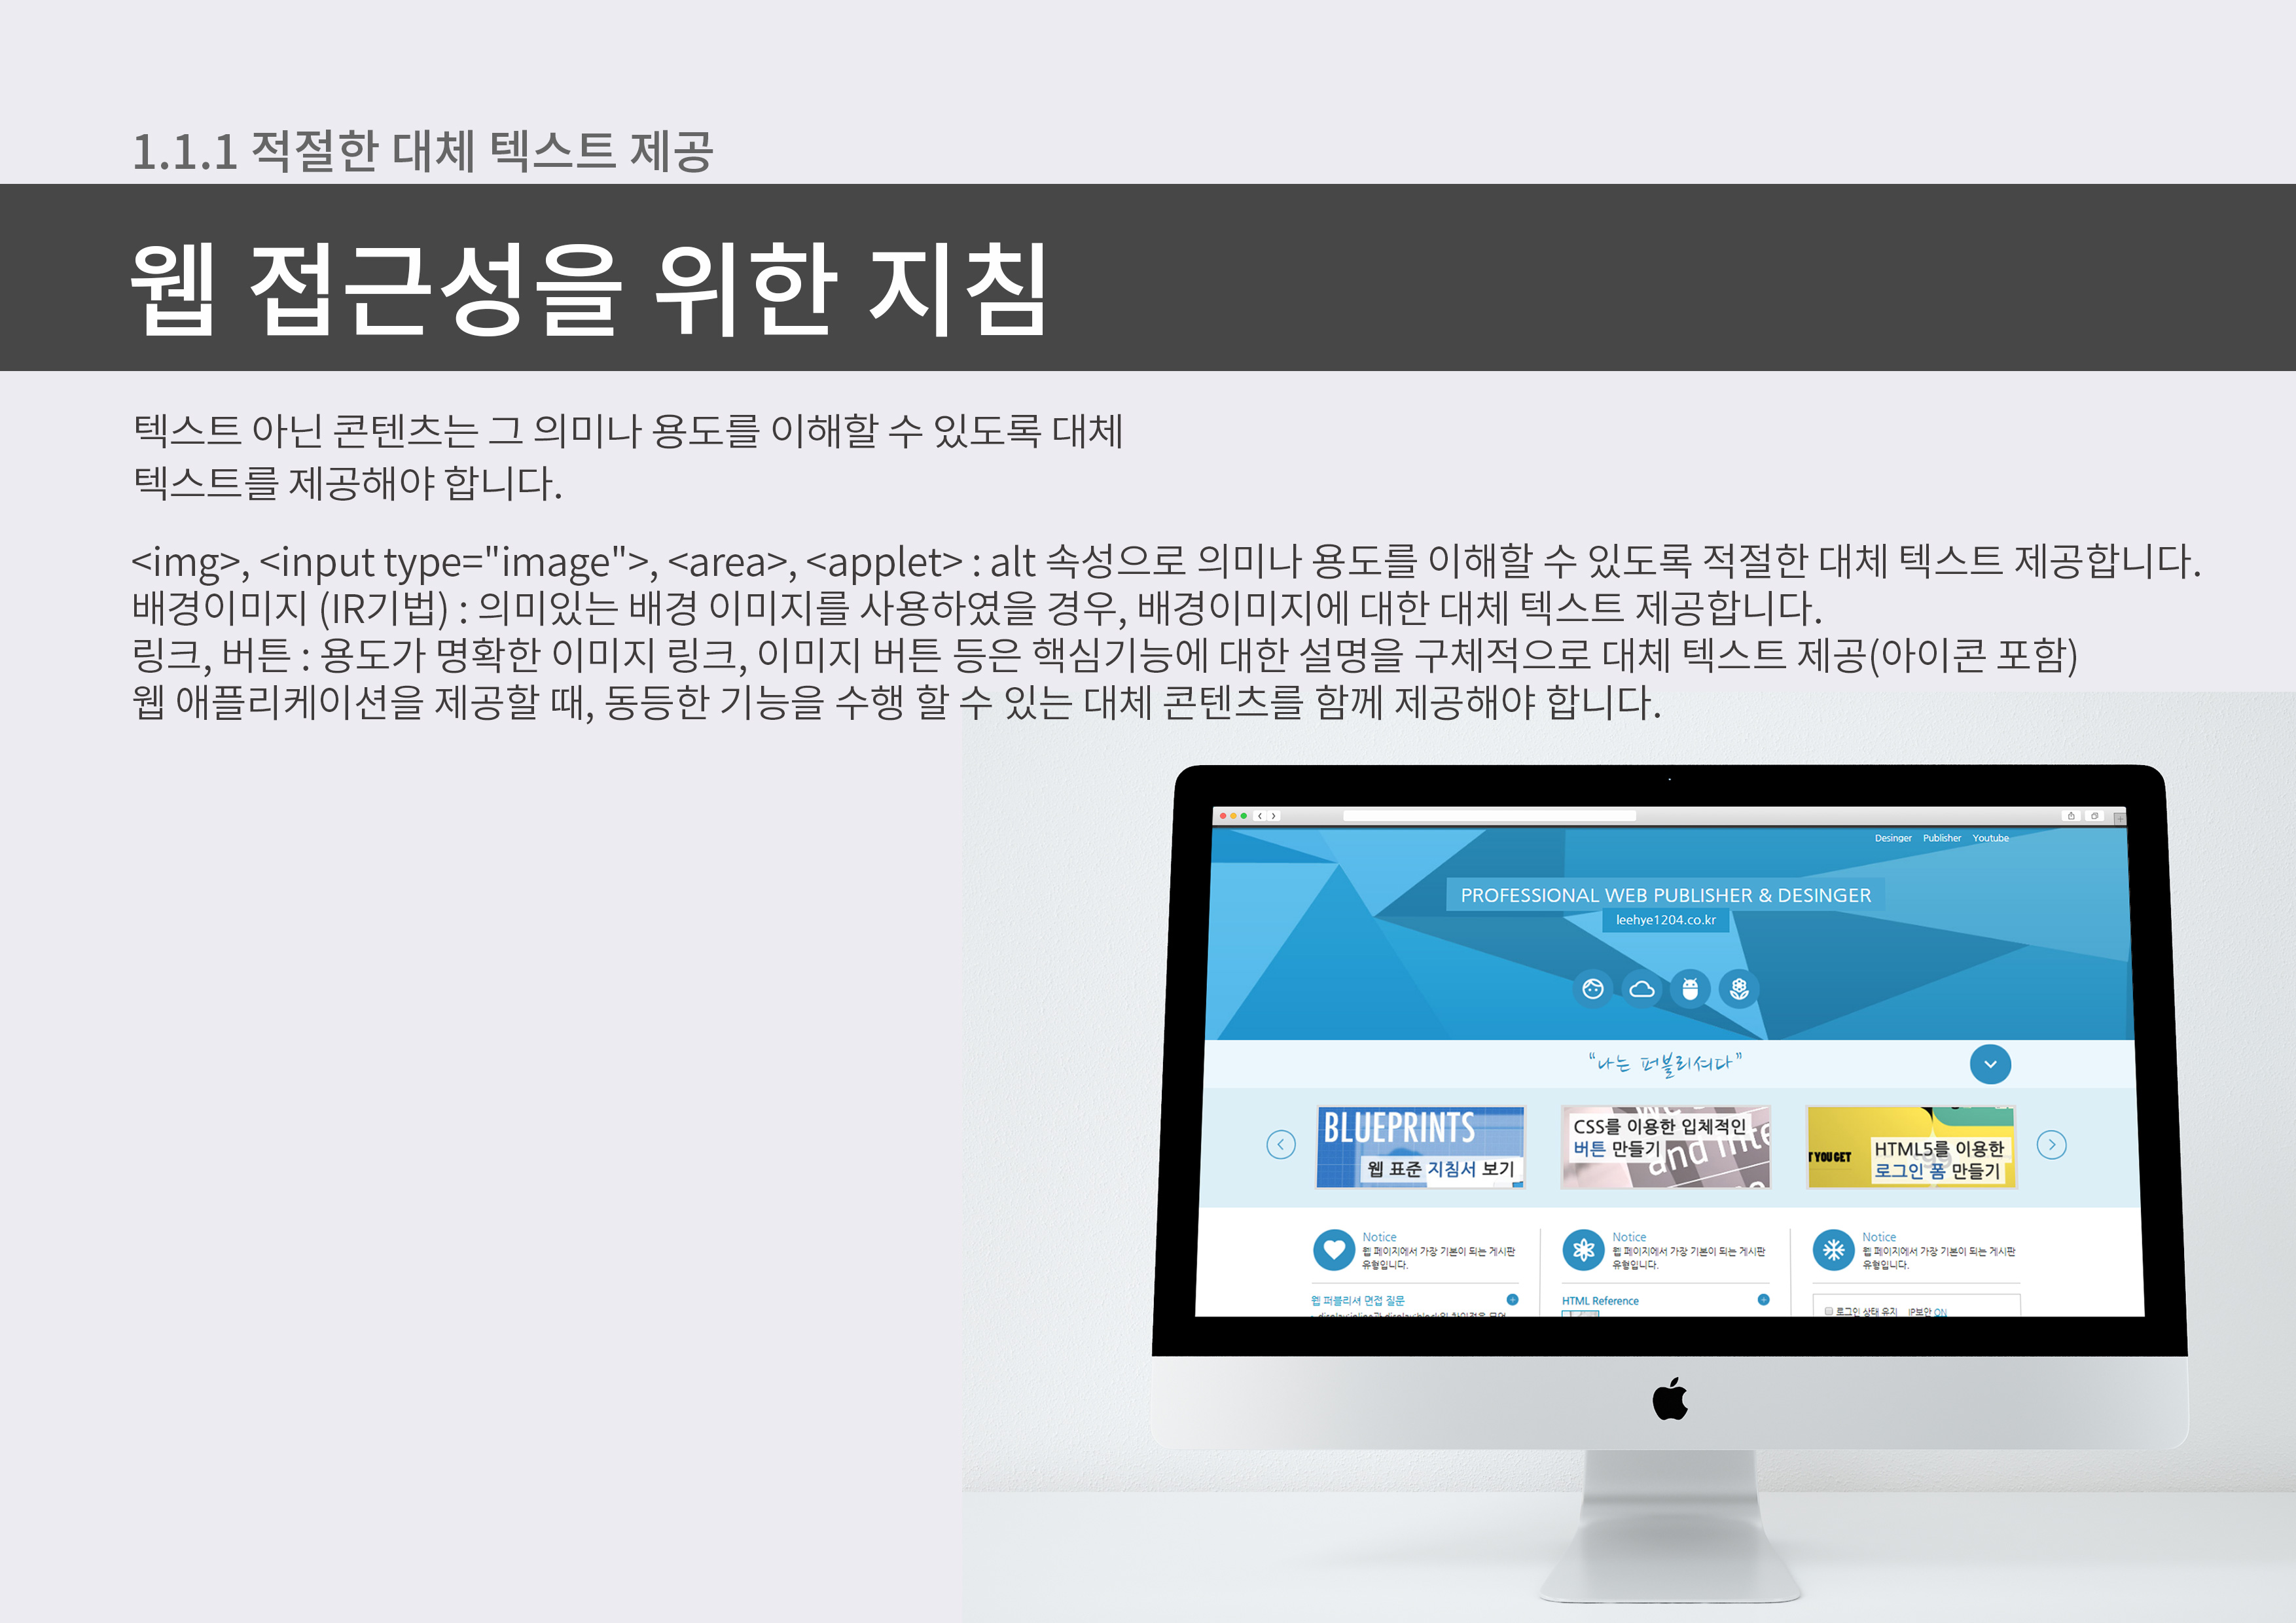 1.1.1 적절한 대체 텍스트 제공
웹 접근성을 위한 지침
텍스트 아닌 콘텐츠는 그 의미나 용도를 이해할 수 있도록 대체
텍스트를 제공해야 합니다.
<img>, <input type="image">, <area>, <applet> : alt 속성으로 의미나 용도를 이해할 수 있도록 적절한 대체 텍스트 제공합니다.
배경이미지 (IR기법) : 의미있는 배경 이미지를 사용하였을 경우, 배경이미지에 대한 대체 텍스트 제공합니다.
링크, 버튼 : 용도가 명확한 이미지 링크, 이미지 버튼 등은 핵심기능에 대한 설명을 구체적으로 대체 텍스트 제공(아이콘 포함)
웹 애플리케이션을 제공할 때, 동등한 기능을 수행 할 수 있는 대체 콘텐츠를 함께 제공해야 합니다.
Desinger Publisher Youtube
PROFESSIONAL WEB PUBLISHER & DESINGER
leehye1204.co.kr
"나는 퍼블리셔다"
BLUEPRINTS
웹 표준 지침서 보기
CSS를 이용한 입체적인
버튼 만들기
and inte
T YOU GET
HTML5를 이용한
로그인 폼 만들기
Notice
웹 페이지에서 가장 기본이 되는 게시판
유형입니다.
웹 퍼블리셔 면접 질문
Notice
웹 페이지에서 가장 기본이 되는 게시판
유형입니다.
HTML Reference
Notice
웹 페이지에서 가장 기본이 되는 게시판
유형입니다.
로그인 상태 유지 IP보안 ON